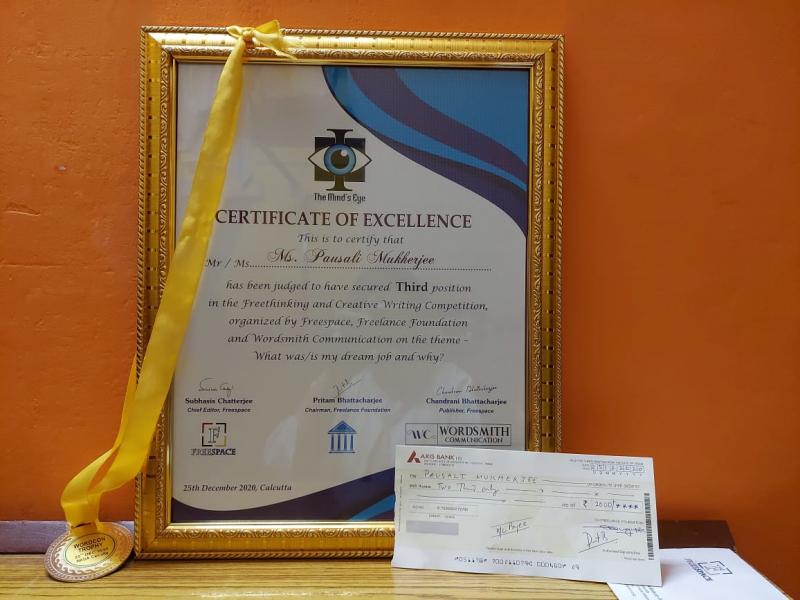 The Mind's Eye
CERTIFICATE OF EXCELLENCE
This is to certify that
Mr / Ms. Ms. Pausali Mukherjee
has been judged to have secured Third position
in the Freethinking and Creative Writing Competition,
organized by Freespace, Freelance Foundation
and Wordsmith Communication on the theme –
What was/is my dream job and why?
Subhasis Chatterjee
Chief Editor, Freespace
Pritam Bhattacharjee
Chairman, Freelance Foundation
Chandrani Bhattacharjee
Publisher, Freespace
FREESPACE
WC WORDSMITH
COMMUNICATION
25th December 2020, Calcutta
WORDCON
TROPHY
AXIS BANK
PAUSALI MUKHERJEE
Two Thousand only
₹ 2000/****
A/c Payee
FREESPACE